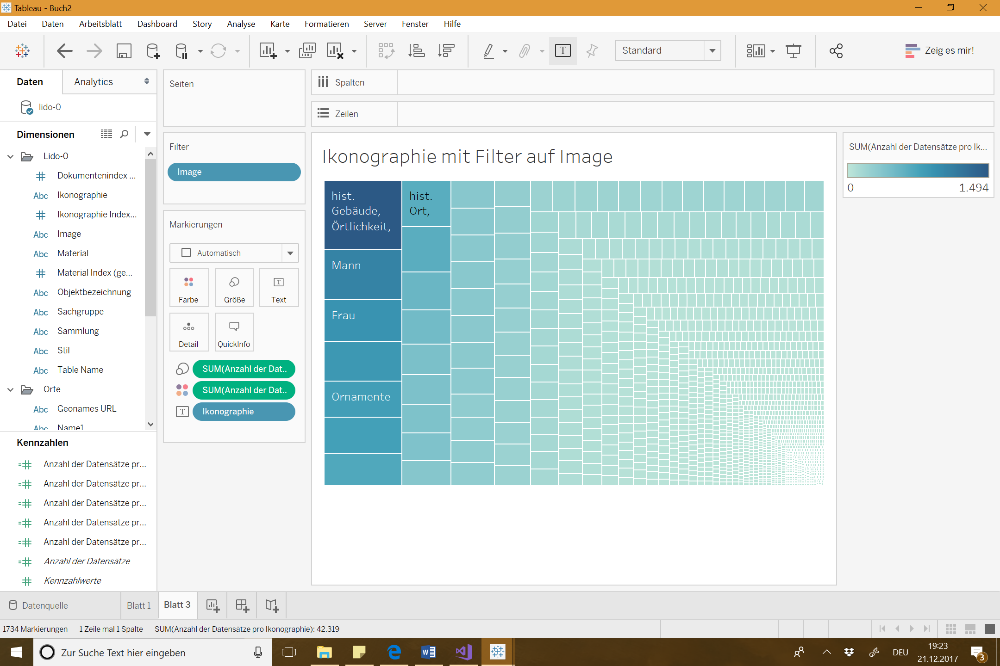 Tableau - Buch2
Datei Daten Arbeitsblatt Dashboard Story Analyse Karte Formatieren Server Fenster Hilfe
T Standard Zeig es mir!
Daten Analytics
lido-0
Dimensionen
Lido-0
Dokumentenindex ...
Abc Ikonographie
Ikonographie Index...
Abc Image
Abc Material
Material Index (ge...
Abc Objektbezeichnung
Abc Sachgruppe
Abc Sammlung
Abc Stil
Abc Table Name
Orte
Abc Geonames URL
Abc Name1
Kennzahlen
Anzahl der Datensätze pr...
Anzahl der Datensätze pr...
Anzahl der Datensätze pr...
Anzahl der Datensätze pr...
Anzahl der Datensätze pr...
Anzahl der Datensätze
Kennzahlwerte
Seiten
Filter
Image
Markierungen
Automatisch
Farbe Größe T Text
Detail QuickInfo
SUM(Anzahl der Dat..
SUM(Anzahl der Dat..
T Ikonographie
Spalten
Zeilen
Ikonographie mit Filter auf Image
hist.
Gebäude,
Örtlichkeit,
hist.
Ort,
Mann
Frau
Ornamente
SUM(Anzahl der Datensätze pro Ik...
0 1.494
Datenquelle Blatt 1 Blatt 3
1734 Markierungen 1 Zeile mal 1 Spalte SUM(Anzahl der Datensätze pro Ikonographie): 42.319
Zur Suche Text hier eingeben
DEU
19:23
21.12.2017
3